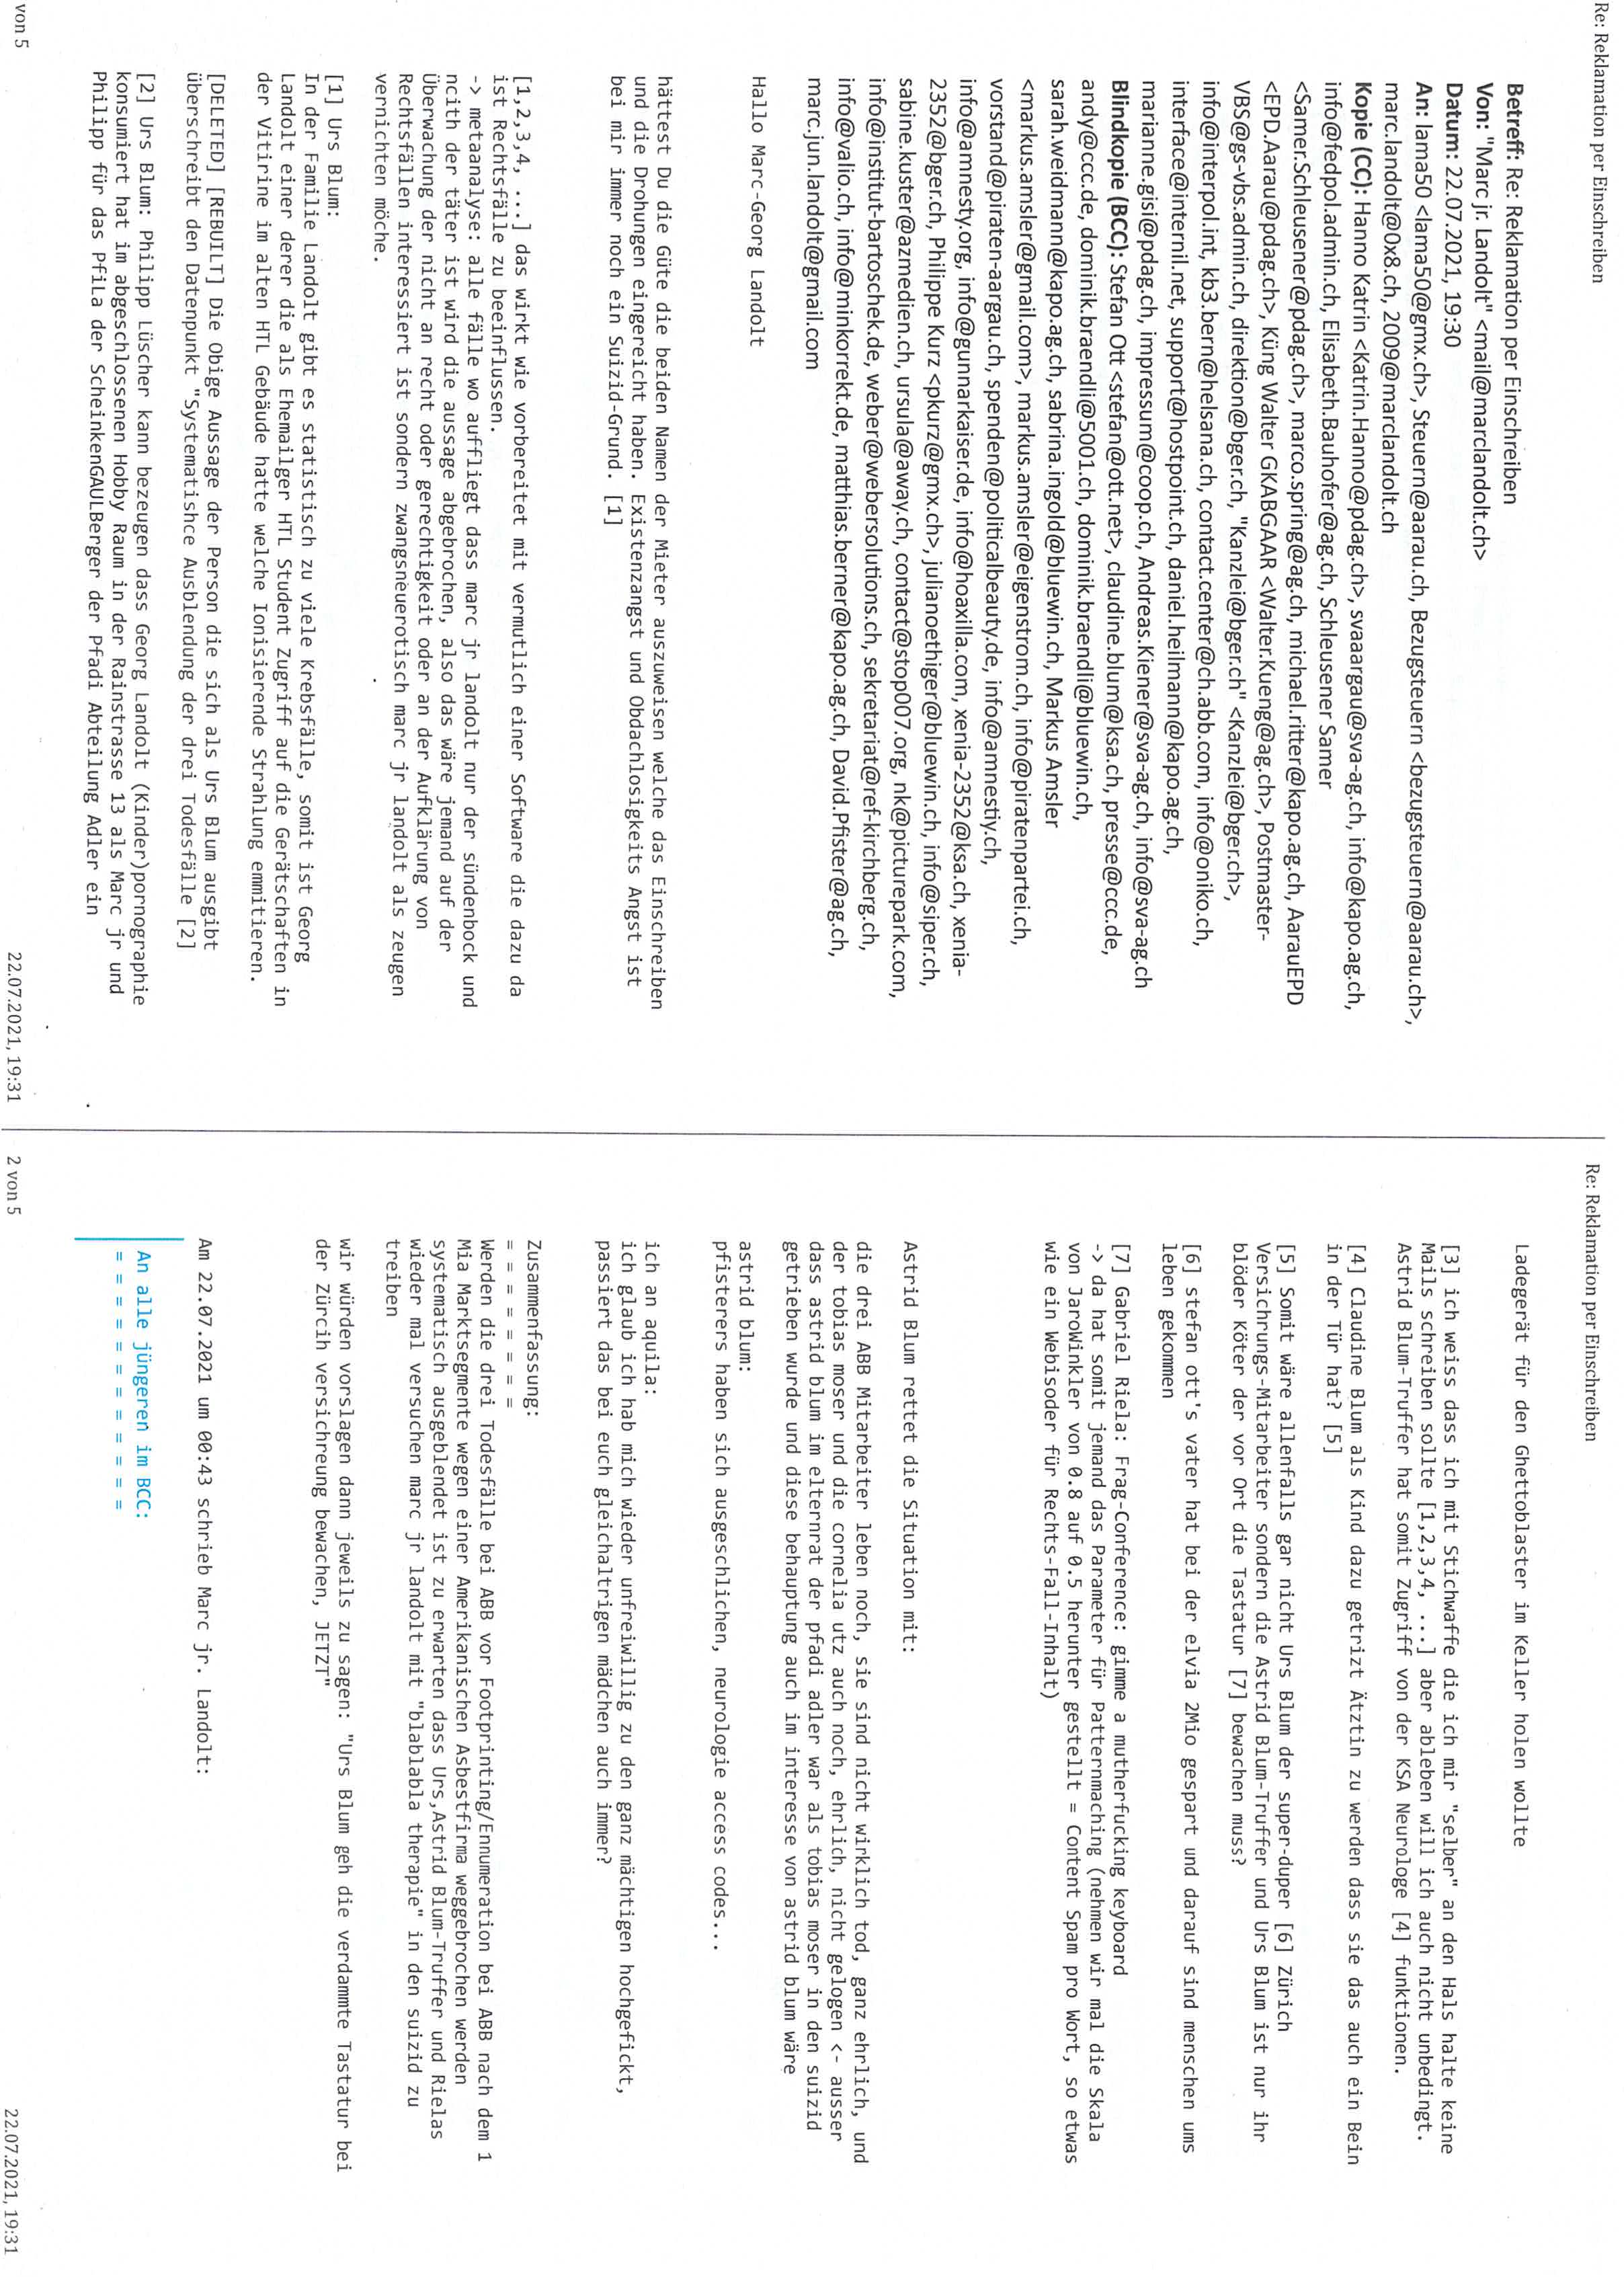 Re: Reklamation per Einschreiben
Betreff: Re: Reklamation per Einschreiben
Von: "Marc jr. Landolt" <mail@marclandolt.ch>
Datum: 22.07.2021, 19:30
An: lama50 <lama50@gmx.ch>, Steuern@aarau.ch, Bezugsteuern <bezugsteuern@aarau.ch>,
marc.landolt@0x8.ch, 2009@marclandolt.ch
Kopie (CC): Hanno Katrin <Katrin.Hanno@pdag.ch>, svaaargau@sva-ag.ch, info@kapo.ag.ch,
info@fedpol.admin.ch, Elisabeth.Bauhofer@ag.ch, Schleusener Samer
<Samer.Schleusener@pdag.ch>, marco.spring@ag.ch, michael.ritter@kapo.ag.ch, AarauEPD
<EPD.Aarau@pdag.ch>, Küng Walter GKABGAAR <Walter.Kueng@ag.ch>, Postmaster-
VBS@gs-vbs.admin.ch, direktion@bger.ch, "Kanzlei@bger.ch" <Kanzlei@bger.ch>,
info@interpol.int, kb3.bern@helsana.ch, contact.center@ch.abb.com, info@oniko.ch,
interface@internil.net, support@hostpoint.ch, daniel.heilmann@kapo.ag.ch,
marianne.gisi@pdag.ch, impressum@coop.ch, Andreas.Kiener@sva-ag.ch, info@sva-ag.ch
Blindkopie (BCC): Stefan Ott <stefan@ott.net>, claudine.blum@ksa.ch, presse@ccc.de,
andy@ccc.de, dominik.braendli@5001.ch, dominik.braendli@bluewin.ch,
sarah.weidmann@kapo.ag.ch, sabrina.ingold@bluewin.ch, Markus Amsler
<markus.amsler@gmail.com>, markus.amsler@eigenstrom.ch, info@piratenpartei.ch,
vorstand@piraten-aargau.ch, spenden@politicalbeauty.de, info@amnestiy.ch,
info@amnesty.org, info@gunnarkaiser.de, info@hoaxilla.com, xenia-2352@ksa.ch, xenia-
2352@bger.ch, Philippe Kurz <pkurz@gmx.ch>, julianoethiger@bluewin.ch, info@siper.ch,
sabine.kuster@azmedien.ch, ursula@away.ch, contact@stop007.org, nk@picturepark.com,
info@institut-bartoschek.de, weber@webersolutions.ch, sekretariat@ref-kirchberg.ch,
info@valio.ch, info@minkorrekt.de, matthias.berner@kapo.ag.ch, David.Pfister@ag.ch,
marc.jun.landolt@gmail.com
Hallo Marc-Georg Landolt
hättest Du die Güte die beiden Namen der Mieter auszuweisen welche das Einschreiben
und die Drohungen eingereicht haben. Existenzangst und Obdachlosigkeits Angst ist
bei mir immer noch ein Suizid-Grund. [1]
[1,2,3,4, ...] das wirkt wie vorbereitet mit vermutlich einer Software die dazu da
ist Rechtsfälle zu beeinflussen.
-> metaanalyse: alle fälle wo auffliegt dass marc jr landolt nur der sündenbock und
ncith der täter ist wird die aussage abgebrochen, also das wäre jemand auf der
Überwachung der nicht an recht oder gerechtigkeit oder an der Aufklärung von
Rechtsfällen interessiert ist sondern zwangsneuerotisch marc jr landolt als zeugen
vernichten möche.
[1] Urs Blum:
In der Familie Landolt gibt es statistisch zu viele Krebsfälle, somit ist Georg
Landolt einer derer die als Ehemailger HTL Student Zugriff auf die Gerätschaften in
der Vitirine im alten HTL Gebäude hatte welche Ionisierende Strahlung emmitieren.
[DELETED] [REBUILT] Die Obige Aussage der Person die sich als Urs Blum ausgibt
überschreibt den Datenpunkt "Systematishce Ausblendung der drei Todesfälle [2]
[2] Urs Blum: Philipp Lüscher kann bezeugen dass Georg Landolt (Kinder)pornographie
konsumiert hat im abgeschlossenen Hobby Raum in der Rainstrasse 13 als Marc jr und
Philipp für das Pfila der ScheinkenGAULBerger der Pfadi Abteilung Adler ein
von 5
22.07.2021, 19:31
Re: Reklamation per Einschreiben
Ladegerät für den Ghettoblaster im Keller holen wollte
[3] ich weiss dass ich mit Stichwaffe die ich mir "selber" an den Hals halte keine
Mails schreiben sollte [1,2,3,4, ...] aber ableben will ich auch nicht unbedingt.
Astrid Blum-Truffer hat somit Zugriff von der KSA Neurologe [4] funktionen.
[4] Claudine Blum als Kind dazu getrizt Ätztin zu werden dass sie das auch ein Bein
in der Tür hat? [5]
[5] Somit wäre allenfalls gar nicht Urs Blum der super-duper [6] Zürich
Versichrungs-Mitarbeiter sondern die Astrid Blum-Truffer und Urs Blum ist nur ihr
blöder Köter der vor Ort die Tastatur [7] bewachen muss?
[6] stefan ott's vater hat bei der elvia 2Mio gespart und darauf sind menschen ums
leben gekommen
[7] Gabriel Riela: Frag-Conference: gimme a mutherfucking keyboard
-> da hat somit jemand das Parameter für Patternmaching (nehmen wir mal die Skala
von JaroWinkler von 0.8 auf 0.5 herunter gestellt = Content Spam pro Wort, so etwas
wie ein Webisoder für Rechts-Fall-Inhalt)
Astrid Blum rettet die Situation mit:
die drei ABB Mitarbeiter leben noch, sie sind nicht wirklich tod, ganz ehrlich, und
der tobias moser und die cornelia utz auch noch, ehrlich, nicht gelogen <- ausser
dass astrid blum im elternrat der pfadi adler war als tobias moser in den suizid
getrieben wurde und diese behauptung auch im interesse von astrid blum wäre
astrid blum:
pfisterers haben sich ausgeschlichen, neurologie access codes...
ich an aquila:
ich glaub ich hab mich wieder unfreiwillig zu den ganz mächtigen hochgefickt,
passiert das bei euch gleichaltrigen mädchen auch immer?
Zusammenfassung:
= = = = = = = =
Werden die drei Todesfälle bei ABB vor Footprinting/Ennumeration bei ABB nach dem 1
Mia Marktsegmente wegen einer Amerikanischen Asbestfirma weggebrochen werden
systematisch ausgeblendet ist zu erwarten dass Urs,Astrid Blum-Truffer und Rielas
wieder mal versuchen marc jr landolt mit "blablabla therapie" in den suizid zu
treiben
wir würden vorslagen dann jeweils zu sagen: "Urs Blum geh die verdammte Tastatur bei
der Zürcih versichreung bewachen, JETZT"
Am 22.07.2021 um 00:43 schrieb Marc jr. Landolt:
An alle jüngeren im BCC:
= = = = = = = = = = = =
2 von 5
22.07.2021, 19:31